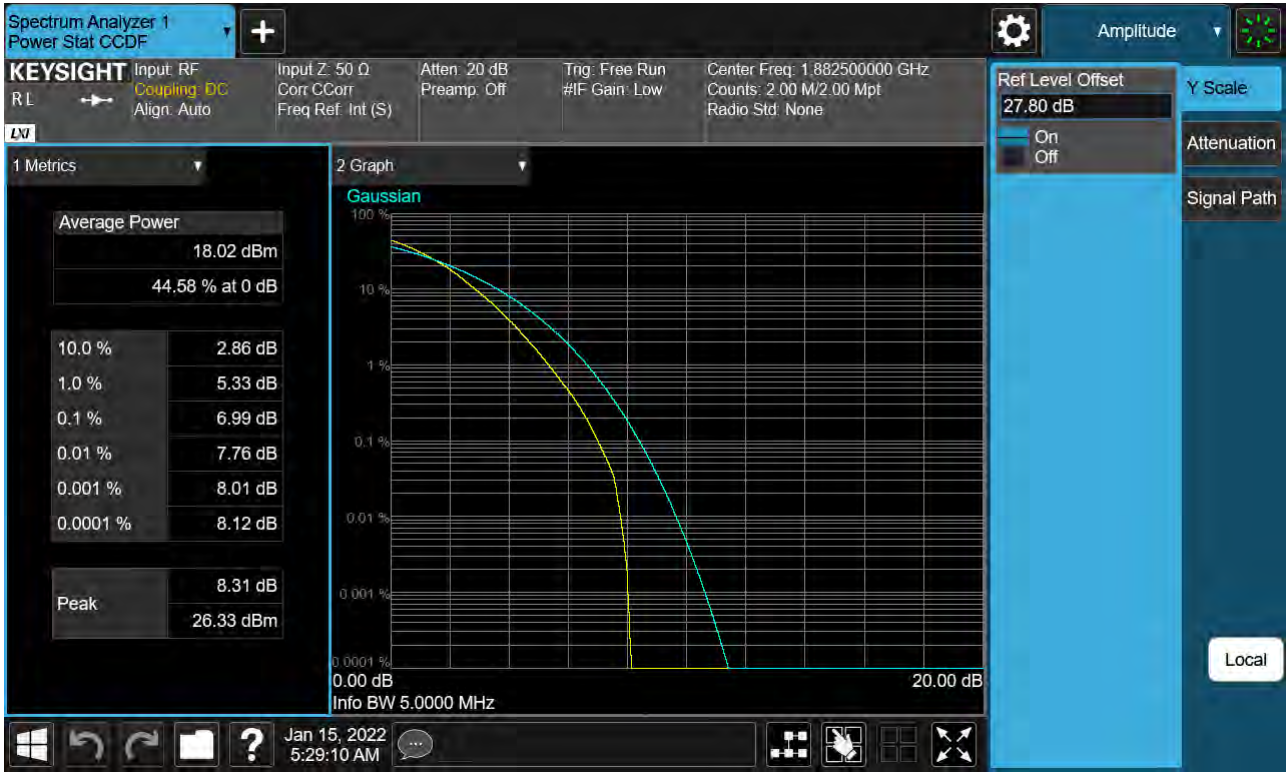 Spectrum Analyzer 1
Power Stat CCDF
Amplitude
KEYSIGHT
RL
LXI
Input: RF
Coupling: DC
Align: Auto
Input Z: 50 Ω
Corr CCorr
Freq Ref: Int (S)
Atten: 20 dB
Preamp: Off
Trig: Free Run
#IF Gain: Low
Center Freq: 1.882500000 GHz
Counts: 2.00 M/2.00 Mpt
Radio Std: None
Ref Level Offset
27.80 dB
On
Off
Y Scale
Attenuation
Signal Path
Local
1 Metrics
Average Power
18.02 dBm
44.58 % at 0 dB
10.0 % 2.86 dB
1.0 % 5.33 dB
0.1 % 6.99 dB
0.01 % 7.76 dB
0.001 % 8.01 dB
0.0001 % 8.12 dB
Peak
8.31 dB
26.33 dBm
2 Graph
Gaussian
100 %
10 %
1 %
0.1 %
0.01 %
0.001 %
0.0001 %
0.00 dB 20.00 dB
Info BW 5.0000 MHz
?
Jan 15, 2022
5:29:10 AM